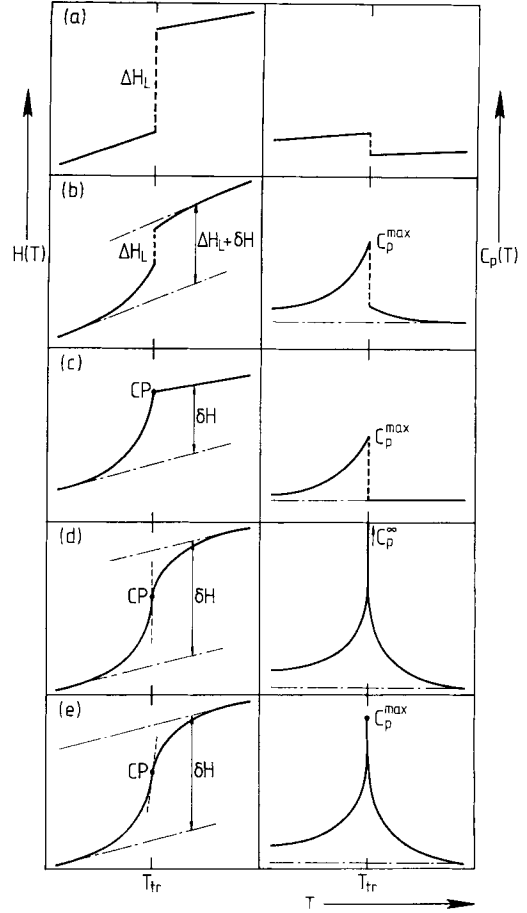 (a)
ΔH_L
H(T)
C_p(T)
(b)
ΔH_L
ΔH_L+δH
C_p^max
(c)
CP
δH
C_p^max
(d)
CP
δH
C_p^∞
(e)
CP
δH
C_p^max
T_tr
T_tr
T